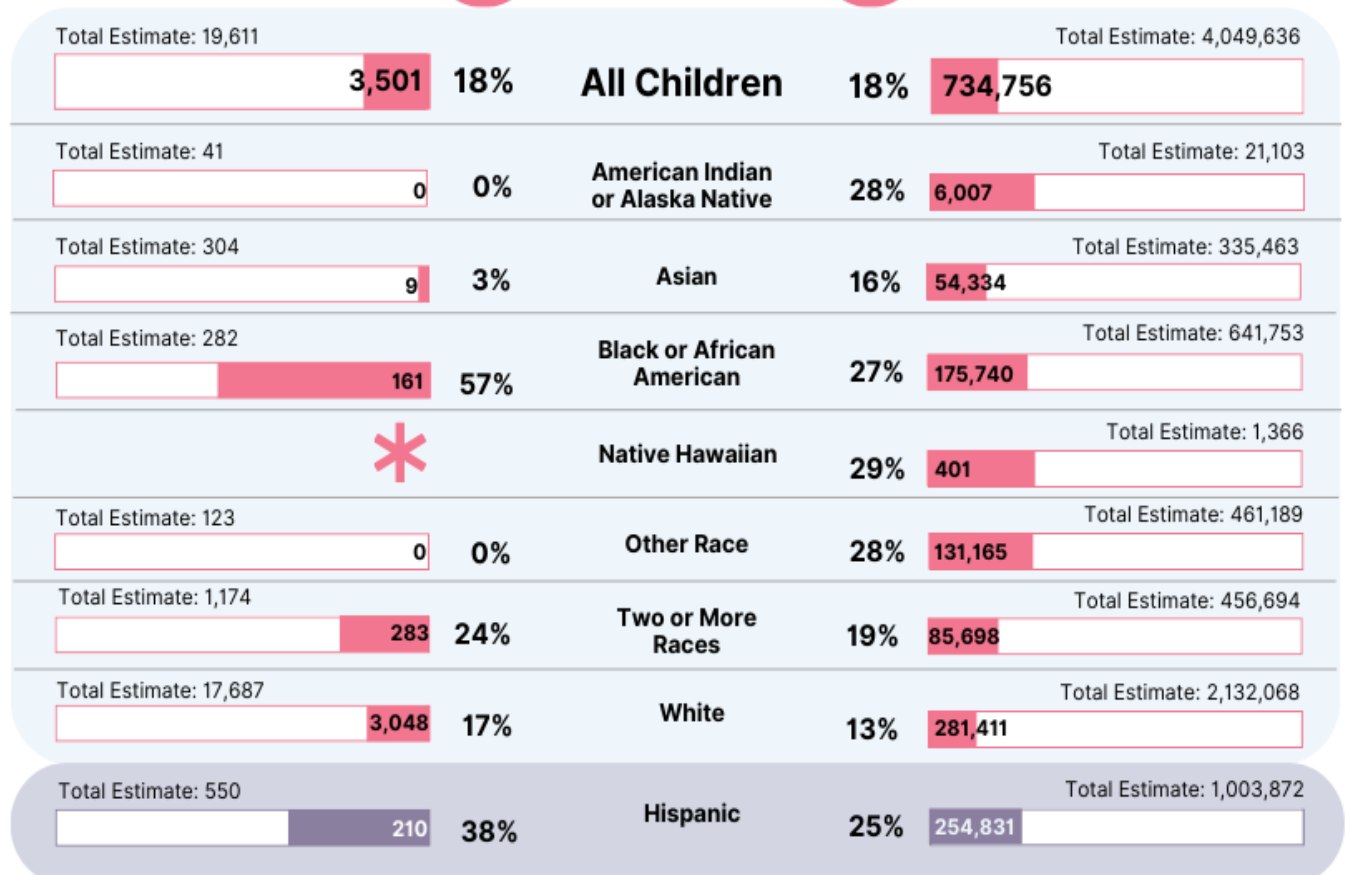 Total Estimate: 19,611
Total Estimate: 4,049,636
3,501 18% All Children 18% 734,756
Total Estimate: 41
Total Estimate: 21,103
0 0% American Indian
or Alaska Native 28% 6,007
Total Estimate: 304
Total Estimate: 335,463
9 3% Asian 16% 54,334
Total Estimate: 282
Total Estimate: 641,753
161 57% Black or African
American 27% 175,740
Total Estimate: 1,366
* Native Hawaiian 29% 401
Total Estimate: 123
Total Estimate: 461,189
0 0% Other Race 28% 131,165
Total Estimate: 1,174
Total Estimate: 456,694
283 24% Two or More
Races 19% 85,698
Total Estimate: 17,687
Total Estimate: 2,132,068
3,048 17% White 13% 281,411
Total Estimate: 550
Total Estimate: 1,003,872
210 38% Hispanic 25% 254,831